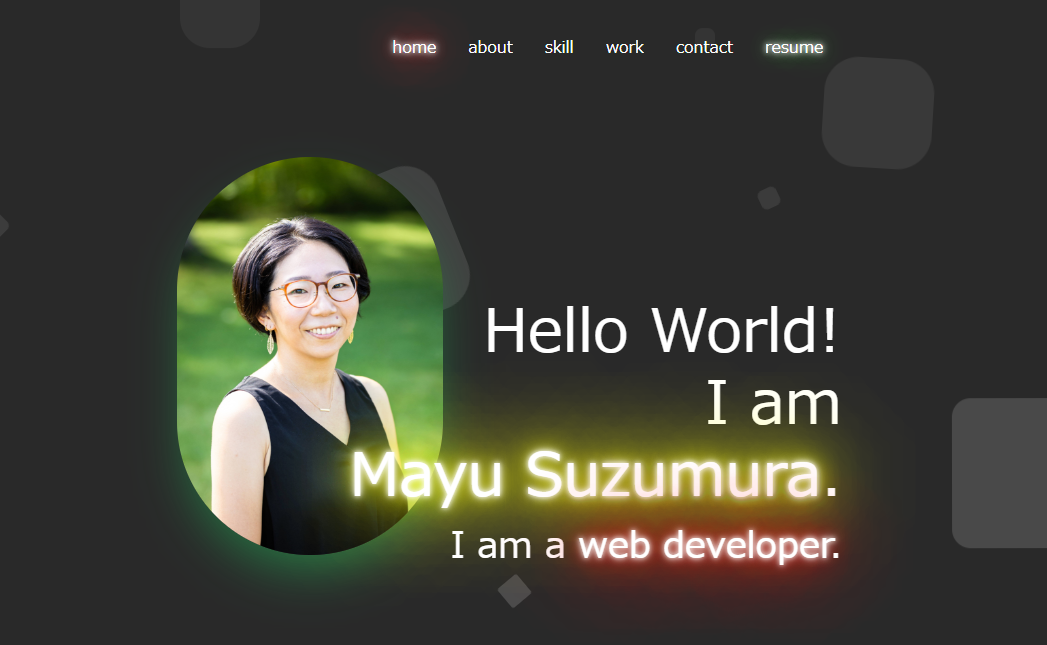 home about skill work contact resume
Hello World!
I am
Mayu Suzumura.
I am a web developer.